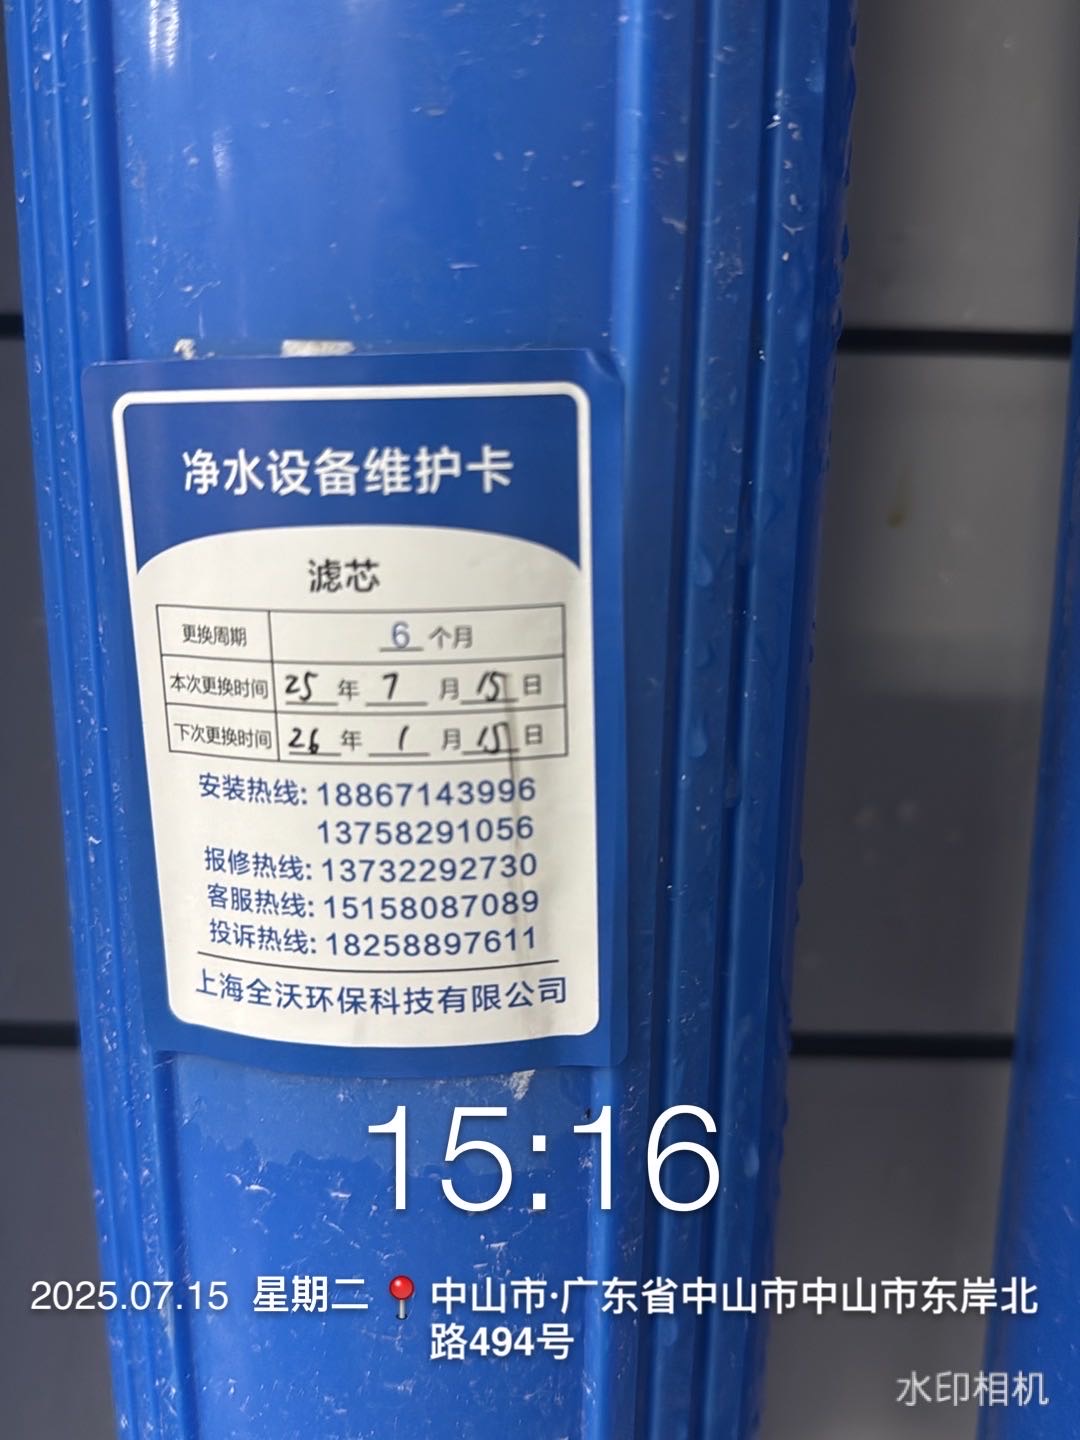 净水设备维护卡
滤芯
更换周期 6 个月
本次更换时间 25 年 7 月 15 日
下次更换时间 26 年 1 月 15 日
安装热线: 18867143996
13758291056
报修热线: 13732292730
客服热线: 15158087089
投诉热线: 18258897611
上海全沃环保科技有限公司
15:16
2025.07.15 星期二 中山市·广东省中山市中山市东岸北
路494号
水印相机